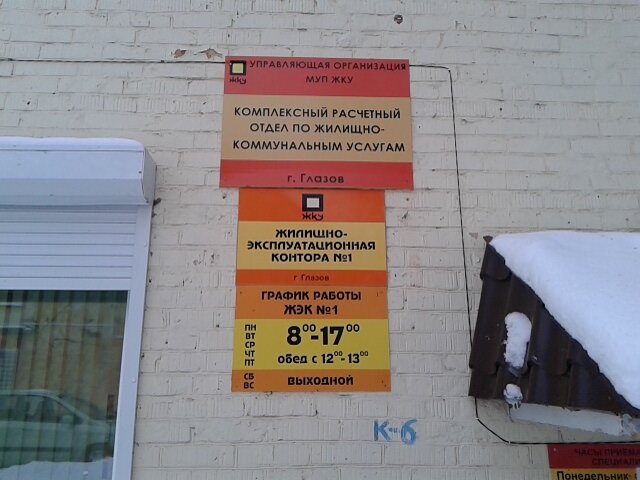 ЖКУ
УПРАВЛЯЮЩАЯ ОРГАНИЗАЦИЯ
МУП ЖКУ
КОМПЛЕКСНЫЙ РАСЧЕТНЫЙ
ОТДЕЛ ПО ЖИЛИЩНО-
КОММУНАЛЬНЫМ УСЛУГАМ
г. Глазов
ЖКУ
ЖИЛИЩНО-
ЭКСПЛУАТАЦИОННАЯ
КОНТОРА №1
г Глазов
ГРАФИК РАБОТЫ
ЖЭК №1
ПН
ВТ
СР
ЧТ
ПТ
8⁰⁰-17⁰⁰
обед с 12⁰⁰-13⁰⁰
СБ
ВС
ВЫХОДНОЙ
К-6
ЧАСЫ ПРИЁМА
СПЕЦИАЛИ
Понедельник-